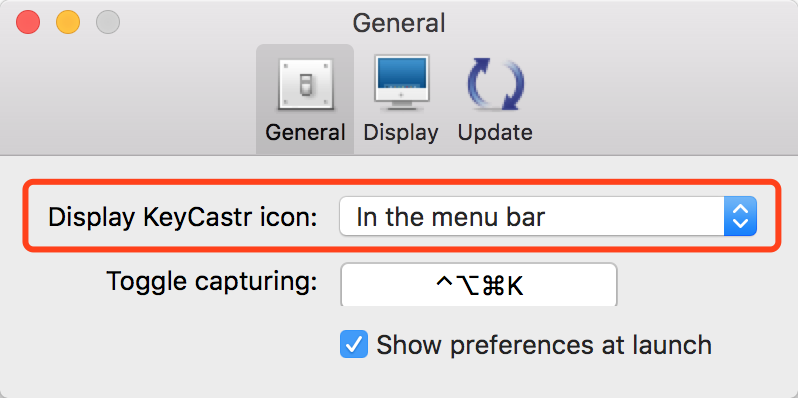 General
General Display Update
Display KeyCastr icon: In the menu bar
Toggle capturing: ^⌥⌘K
Show preferences at launch